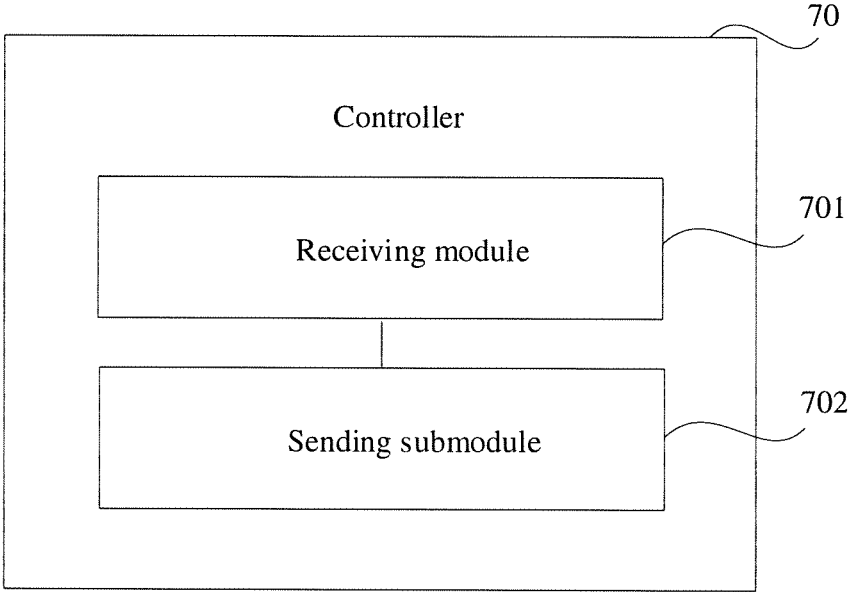 70
Controller
701
Receiving module
702
Sending submodule